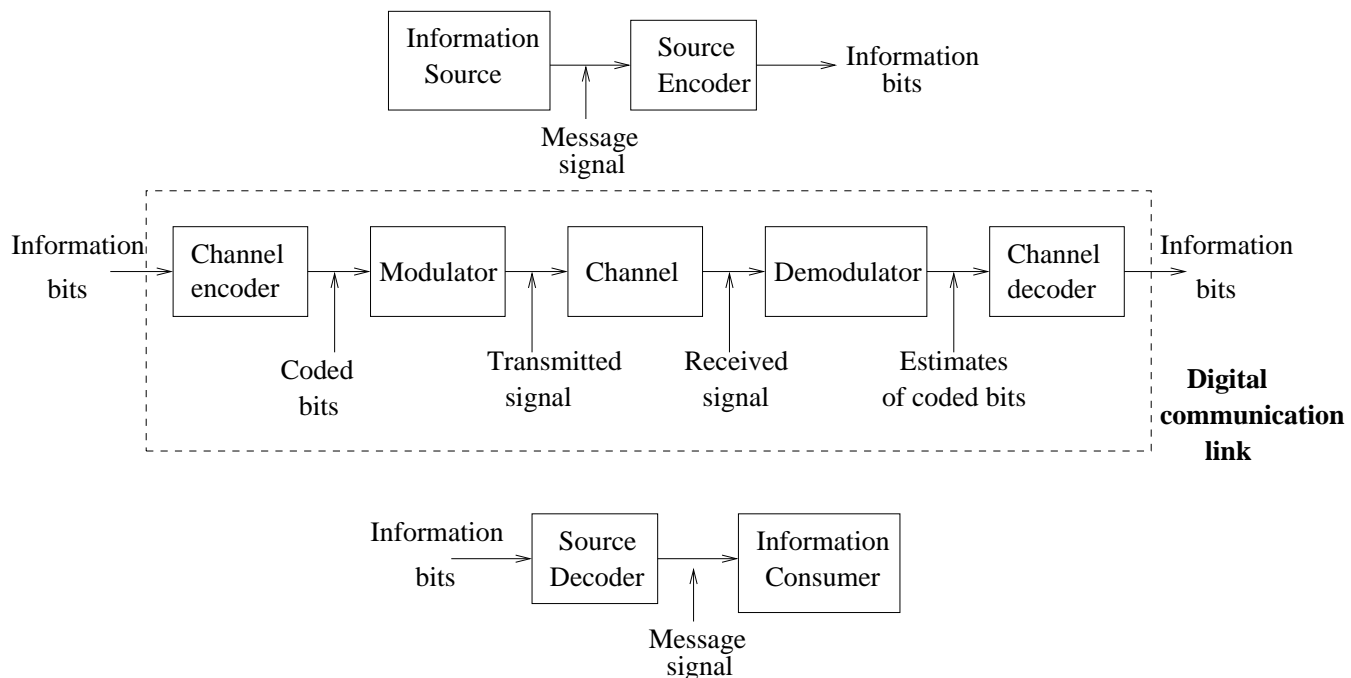 Information
Source
Source
Encoder
Information
bits
Message
signal
Information
bits
Channel
encoder
Modulator
Channel
Demodulator
Channel
decoder
Information
bits
Coded
bits
Transmitted
signal
Received
signal
Estimates
of coded bits
Digital
communication
link
Information
bits
Source
Decoder
Information
Consumer
Message
signal